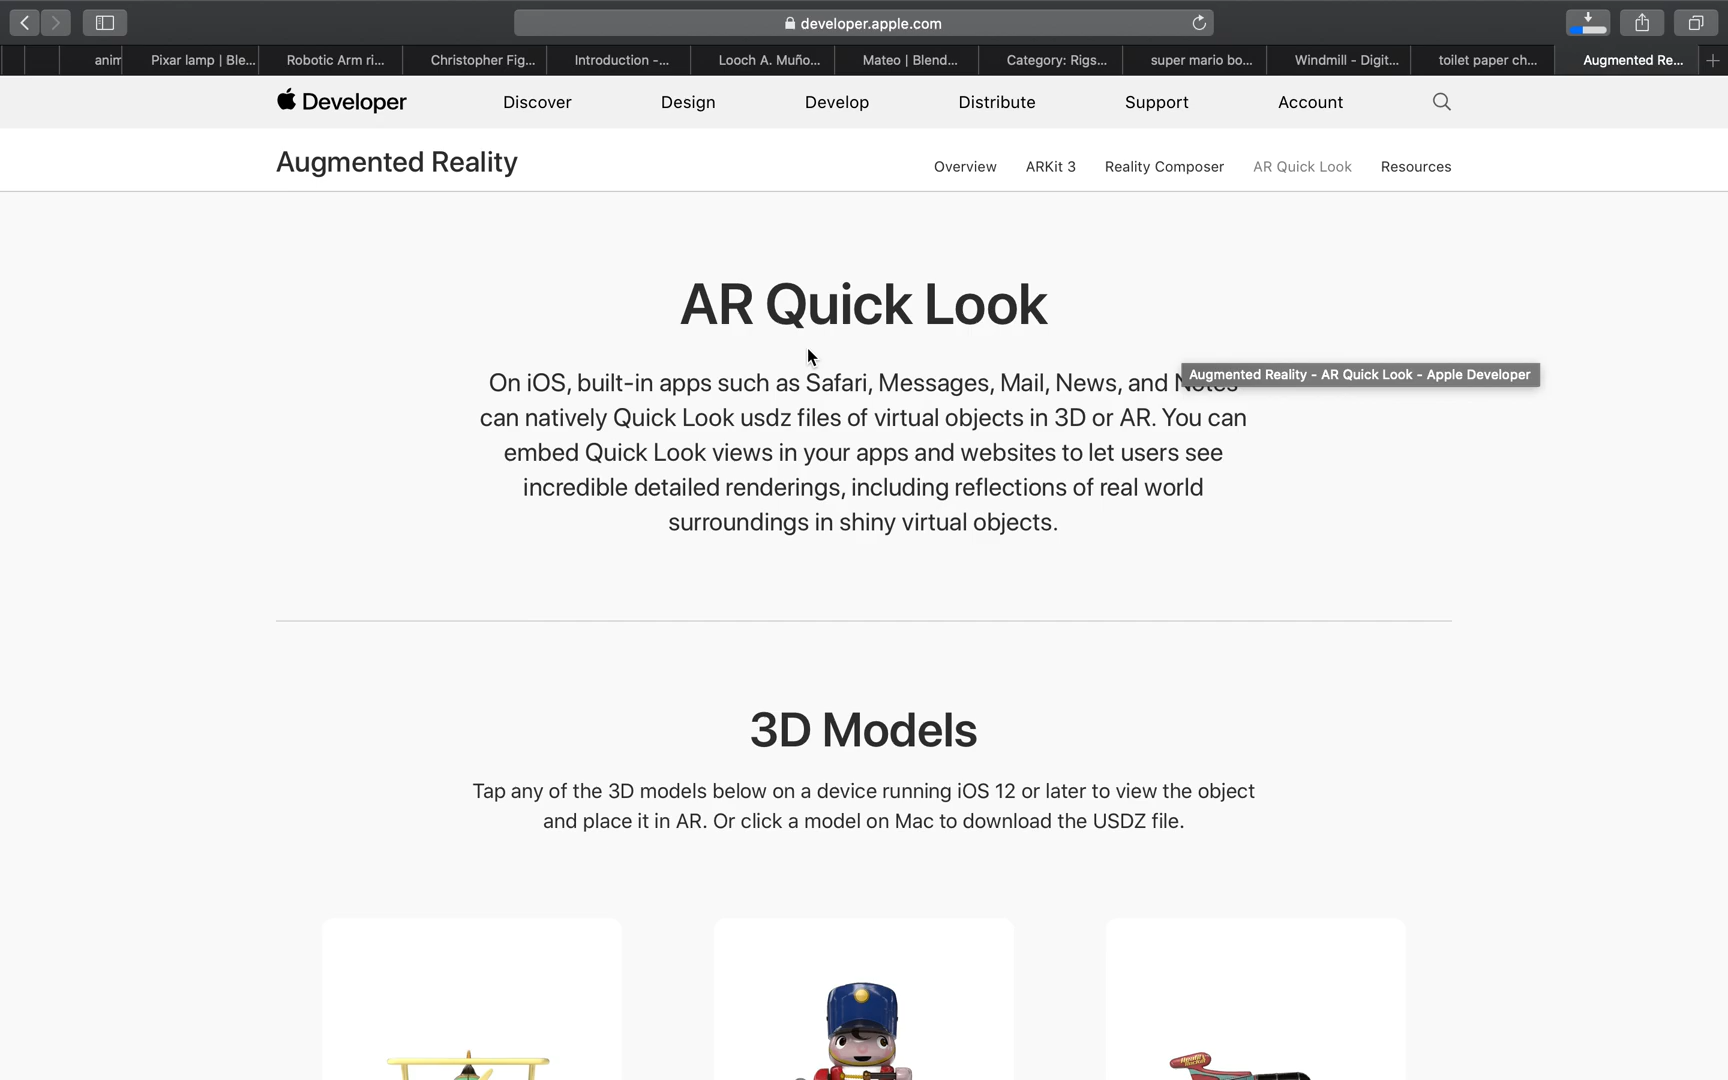 developer.apple.com
anim
Pixar lamp | Ble...
Robotic Arm ri...
Christopher Fig...
Introduction -...
Looch A. Muño...
Mateo | Blend...
Category: Rigs...
super mario bo...
Windmill - Digit...
toilet paper ch...
Augmented Re...
Developer
Discover
Design
Develop
Distribute
Support
Account
Augmented Reality
Overview
ARKit 3
Reality Composer
AR Quick Look
Resources
AR Quick Look
Augmented Reality - AR Quick Look - Apple Developer
On iOS, built-in apps such as Safari, Messages, Mail, News, and Notes
can natively Quick Look usdz files of virtual objects in 3D or AR. You can
embed Quick Look views in your apps and websites to let users see
incredible detailed renderings, including reflections of real world
surroundings in shiny virtual objects.
3D Models
Tap any of the 3D models below on a device running iOS 12 or later to view the object
and place it in AR. Or click a model on Mac to download the USDZ file.